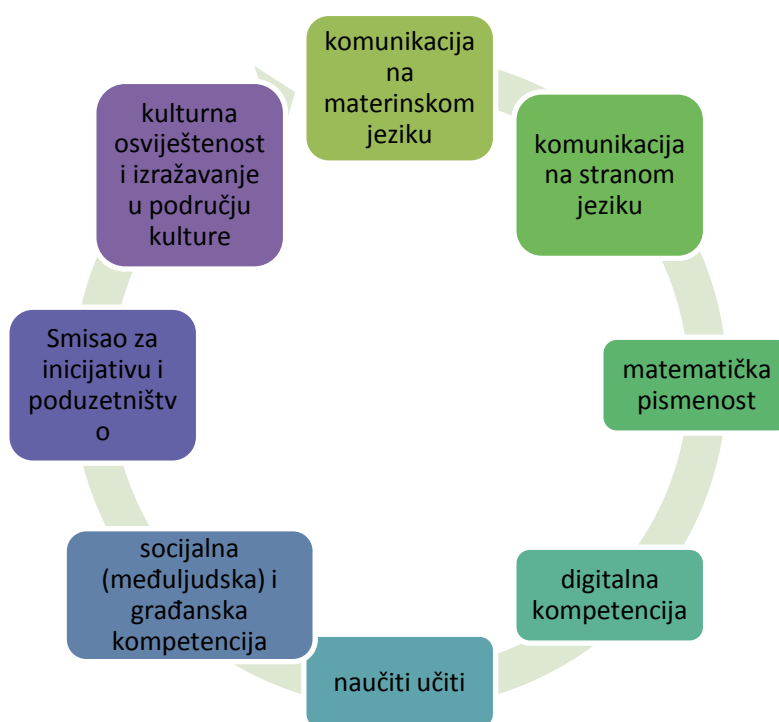 komunikacija
na
materinskom
jeziku
komunikacija
na stranom
jeziku
matematička
pismenost
digitalna
kompetencija
naučiti učiti
socijalna
(međuljudska) i
građanska
kompetencija
Smisao za
inicijativu i
poduzetništv
o
kulturna
osviještenost
i izražavanje
u području
kulture